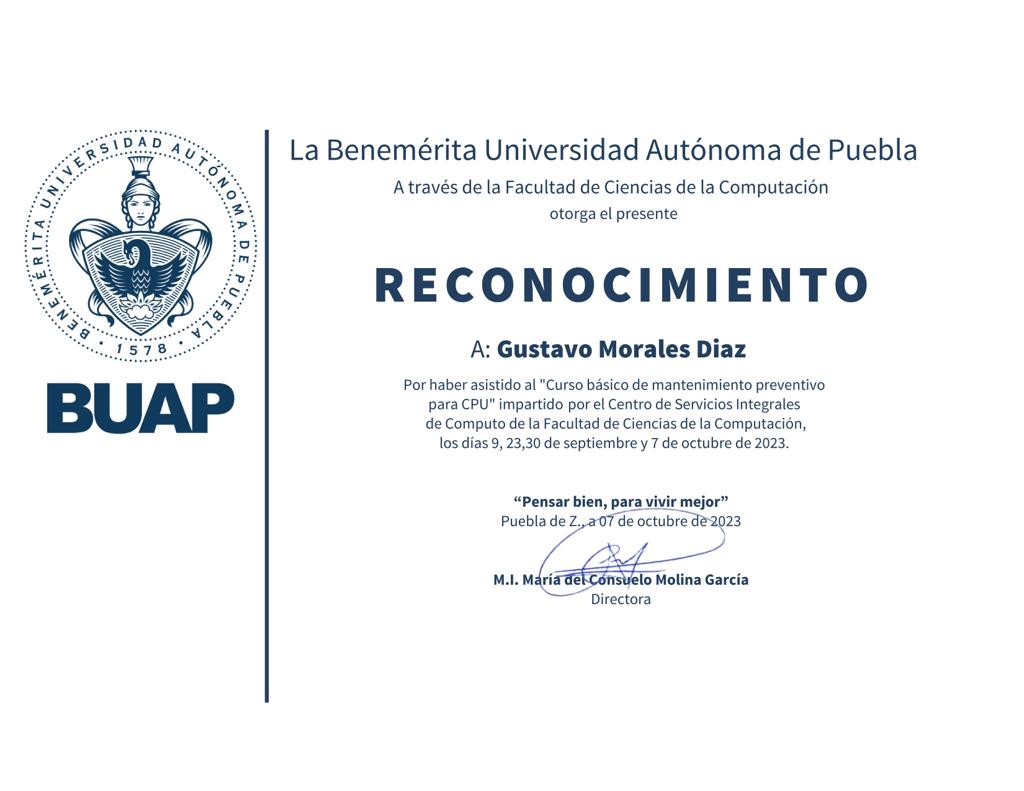 BENEMÉRITA UNIVERSIDAD AUTÓNOMA DE PUEBLA
• 1578 •
BUAP
La Benemérita Universidad Autónoma de Puebla
A través de la Facultad de Ciencias de la Computación
otorga el presente
RECONOCIMIENTO
A: Gustavo Morales Diaz
Por haber asistido al "Curso básico de mantenimiento preventivo
para CPU" impartido por el Centro de Servicios Integrales
de Computo de la Facultad de Ciencias de la Computación,
los días 9, 23,30 de septiembre y 7 de octubre de 2023.
“Pensar bien, para vivir mejor”
Puebla de Z., a 07 de octubre de 2023
M.I. María del Consuelo Molina García
Directora